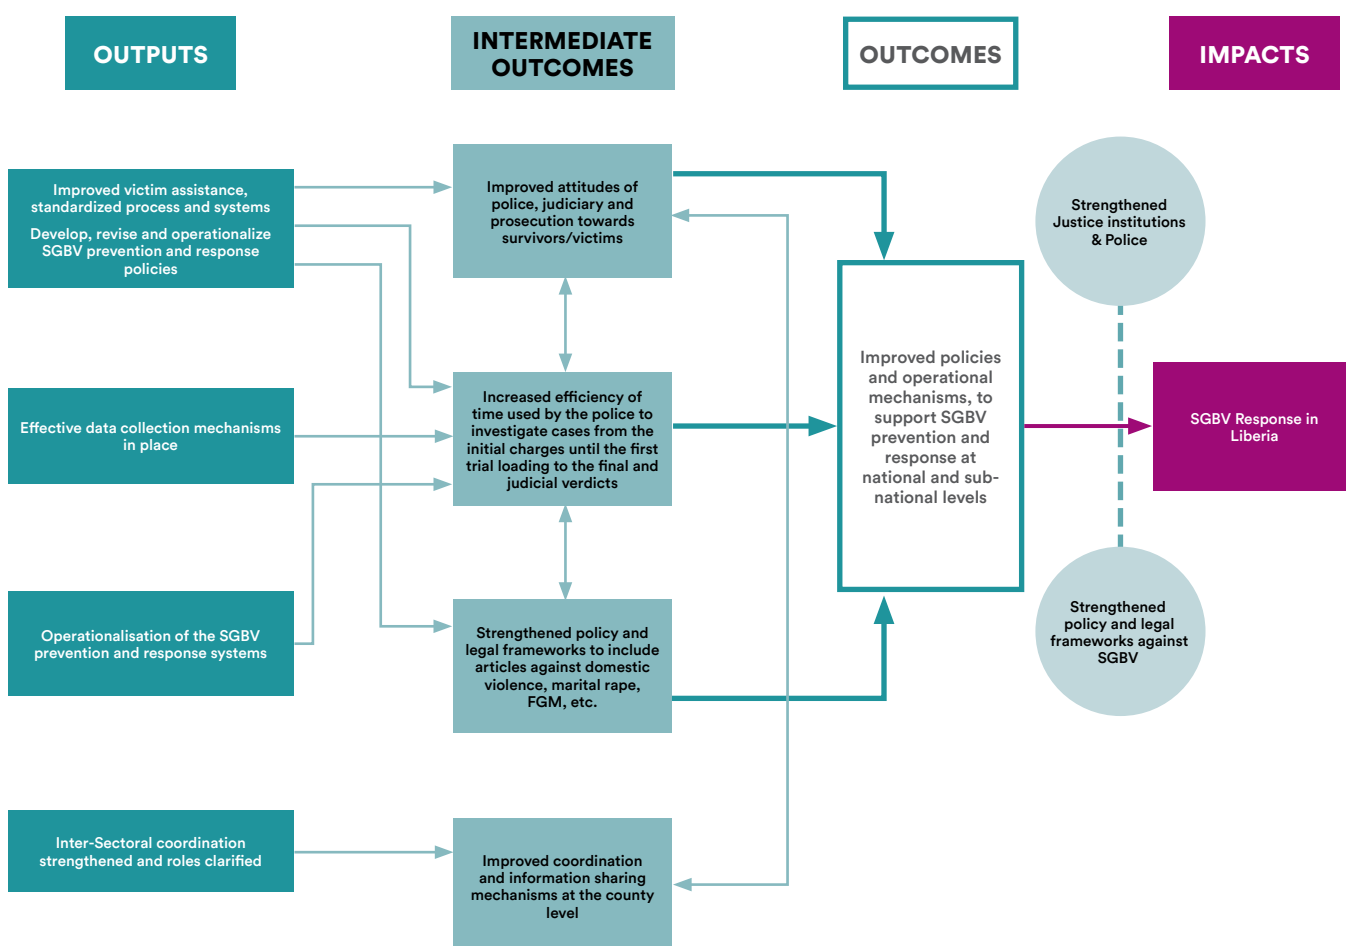 OUTPUTS
INTERMEDIATE
OUTCOMES
OUTCOMES
IMPACTS
Improved victim assistance,
standardized process and systems
Develop, revise and operationalize
SGBV prevention and response
policies
Effective data collection mechanisms
in place
Operationalisation of the SGBV
prevention and response systems
Inter-Sectoral coordination
strengthened and roles clarified
Improved attitudes of
police, judiciary and
prosecution towards
survivors/victims
Increased efficiency of
time used by the police to
investigate cases from the
initial charges until the first
trial loading to the final and
judicial verdicts
Strengthened policy and
legal frameworks to include
articles against domestic
violence, marital rape,
FGM, etc.
Improved coordination
and information sharing
mechanisms at the county
level
Improved policies
and operational
mechanisms, to
support SGBV
prevention and
response at
national and sub-
national levels
Strengthened
Justice institutions
& Police
SGBV Response in
Liberia
Strengthened
policy and legal
frameworks against
SGBV